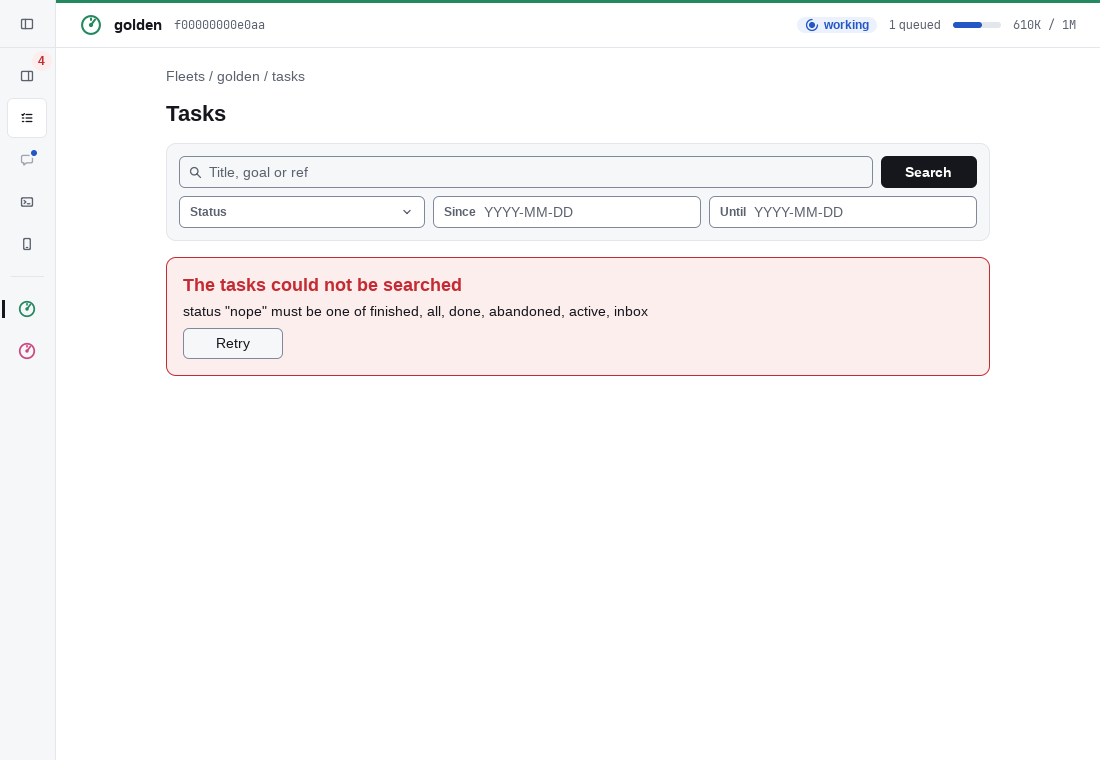 golden f00000000e0aa working 1 queued 610K / 1M
4
Fleets / golden / tasks
Tasks
Title, goal or ref Search
Status Since YYYY-MM-DD Until YYYY-MM-DD
The tasks could not be searched
status "nope" must be one of finished, all, done, abandoned, active, inbox
Retry